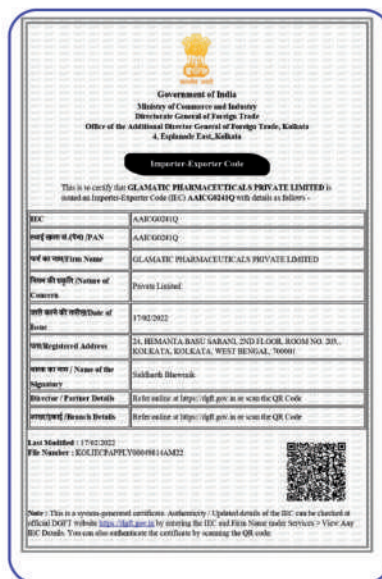 Government of India
Ministry of Commerce and Industry
Directorate General of Foreign Trade
Office of the Additional Director General of Foreign Trade, Kolkata
4, Esplanade East, Kolkata
Importer-Exporter Code
This is to certify that GLAMATIC PHARMACEUTICALS PRIVATE LIMITED is
issued an Importer-Exporter Code (IEC) AAICG0241Q with details as follows -
IEC AAICG0241Q
/PAN AAICG0241Q
फर्म का नाम/Firm Name GLAMATIC PHARMACEUTICALS PRIVATE LIMITED
/Nature of
Concern Private Limited
जारी करने की तारीख/Date of
Issue 17/02/2022
पता/Registered Address 24, HEMANTA BASU SARANI, 2ND FLOOR, ROOM NO. 203,,
KOLKATA, KOLKATA, WEST BENGAL, 700001
/ Name of the
Signatory Siddharth Bhowmik
Director / Partner Details Refer online at https://dgft.gov.in or scan the QR Code
/Branch Details Refer online at https://dgft.gov.in or scan the QR Code
Last Modified : 17/02/2022
File Number :
Note : This is a system-generated certificate. Authenticity / Updated details of the IEC can be checked at
official DGFT website https://dgft.gov.in by entering the IEC and Firm Name under Services > View Any
IEC Details. You can also authenticate the certificate by scanning the QR code.